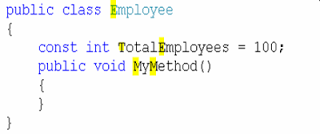 public class Employee
{
const int TotalEmployees = 100;
public void MyMethod()
{
}
}